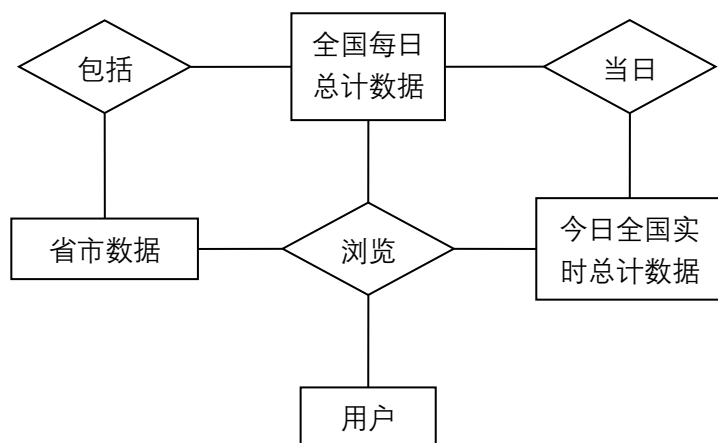 包括
全国每日
总计数据
当日
省市数据
浏览
今日全国实
时总计数据
用户